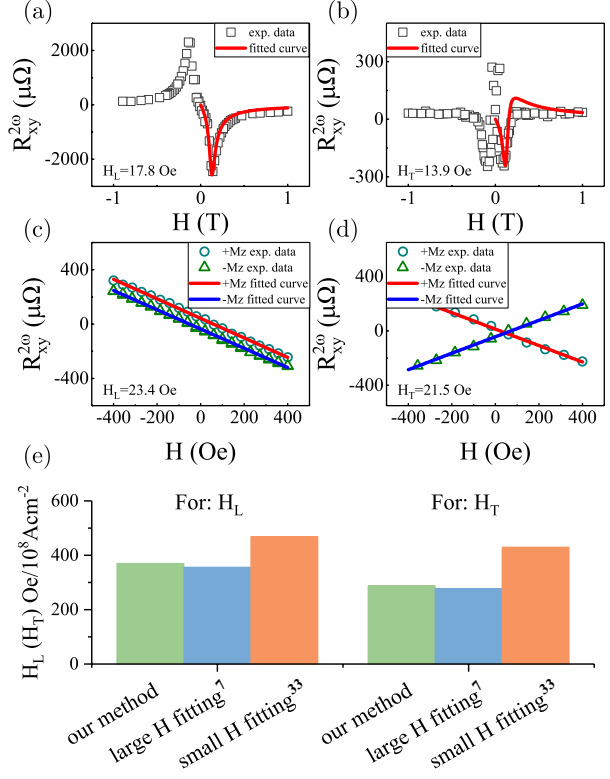 (a)
exp. data
fitted curve
2000
0
-2000
R_xy^2ω (μΩ)
H_L=17.8 Oe
-1 0 1
H (T)
(b)
exp. data
fitted curve
300
0
-300
R_xy^2ω (μΩ)
H_T=13.9 Oe
-1 0 1
H (T)
(c)
+Mz exp. data
-Mz exp. data
+Mz fitted curve
-Mz fitted curve
400
0
-400
R_xy^2ω (μΩ)
H_L=23.4 Oe
-400 -200 0 200 400
H (Oe)
(d)
+Mz exp. data
-Mz exp. data
+Mz fitted curve
-Mz fitted curve
400
0
-400
R_xy^2ω (μΩ)
H_T=21.5 Oe
-400 -200 0 200 400
H (Oe)
(e)
600
400
200
0
H_L (H_T) Oe/10^8Acm^-2
For: H_L
For: H_T
our method
large H fitting^7
small H fitting^33
our method
large H fitting^7
small H fitting^33